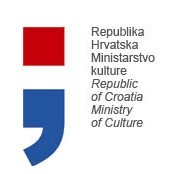 Republika
Hrvatska
Ministarstvo
kulture
Republic
of Croatia
Ministry
of Culture